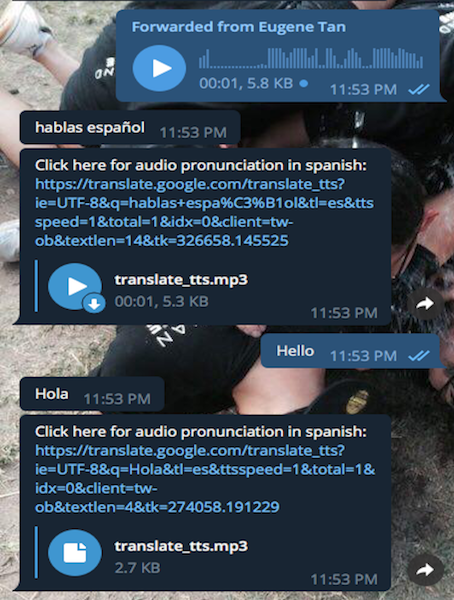 Forwarded from Eugene Tan
00:01, 5.8 KB
11:53 PM
hablas español 11:53 PM
Click here for audio pronunciation in spanish:
https://translate.google.com/translate_tts?
ie=UTF-8&q=hablas+espa%C3%B1ol&tl=es&tts
speed=1&total=1&idx=0&client=tw-
ob&textlen=14&tk=326658.145525
translate_tts.mp3
00:01, 5.3 KB
11:53 PM
Hello 11:53 PM
Hola 11:53 PM
Click here for audio pronunciation in spanish:
https://translate.google.com/translate_tts?
ie=UTF-8&q=Hola&tl=es&ttsspeed=1&total=1&
idx=0&client=tw-
ob&textlen=4&tk=274058.191229
translate_tts.mp3
2.7 KB
11:53 PM